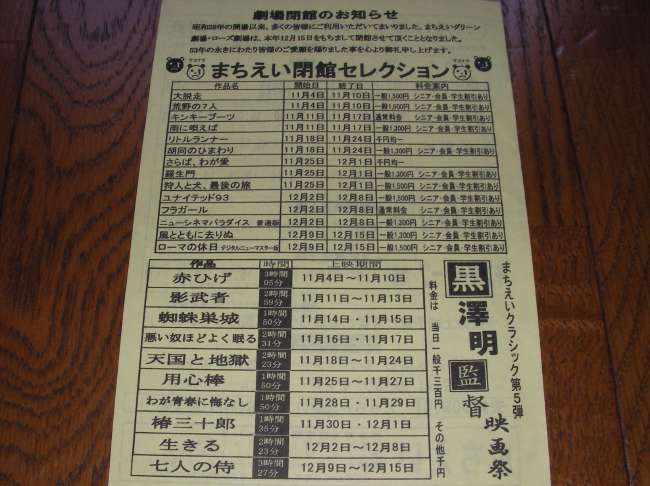 劇場閉館のお知らせ
昭和28年の開場以来、多くの皆様にご利用いただいてまいりました、まちえいグリーン
劇場・ローズ劇場は、本年12月15日をもちまして閉館させて頂くことなりました。
53年の永きにわたり皆様のご愛顧を賜りました事を心より御礼申し上げます。
まちえい閉館セレクション
作品名 開始日 終了日 料金案内
大脱走 11月4日 11月10日 一般1,500円 シニア・会員・学生割引あり
荒野の7人 11月4日 11月10日 一般1,300円 シニア・会員・学生割引あり
キンキーブーツ 11月11日 11月17日 通常料金 シニア・会員・学生割引あり
雨に唄えば 11月11日 11月17日 一般1,300円 シニア・会員・学生割引あり
リトルランナー 11月18日 11月24日 千円均一
胡同のひまわり 11月18日 11月24日 一般1,300円 シニア・会員・学生割引あり
さらば、わが愛 11月25日 12月1日 千円均一
羅生門 11月25日 12月1日 一般1,300円 シニア・会員・学生割引あり
狩人と犬、最後の旅 11月25日 12月1日 一般1,500円 シニア・会員・学生割引あり
ユナイテッド93 12月2日 12月8日 一般1,500円 シニア・会員・学生割引あり
フラガール 12月2日 12月8日 通常料金 シニア・会員・学生割引あり
ニューシネマパラダイス 普通版 12月2日 12月8日 一般1,300円 シニア・会員・学生割引あり
風とともに去りぬ 12月9日 12月15日 一般1,300円 シニア・会員・学生割引あり
ローマの休日 デジタルニューマスター版 12月9日 12月15日 一般1,500円 シニア・会員・学生割引あり
作品 時間 上映期間
赤ひげ 3時間05分 11月4日～11月10日
影武者 2時間59分 11月11日～11月13日
蜘蛛巣城 1時間50分 11月14日・11月15日
悪い奴ほどよく眠る 2時間31分 11月16日・11月17日
天国と地獄 2時間23分 11月18日～11月24日
用心棒 1時間50分 11月25日～11月27日
わが青春に悔なし 1時間50分 11月28日・11月29日
椿三十郎 1時間35分 11月30日・12月1日
生きる 2時間23分 12月2日～12月8日
七人の侍 3時間27分 12月9日～12月15日
まちえいクラシック第5弾
黒澤明監督映画祭
料金は 当日一般千三百円 その他千円